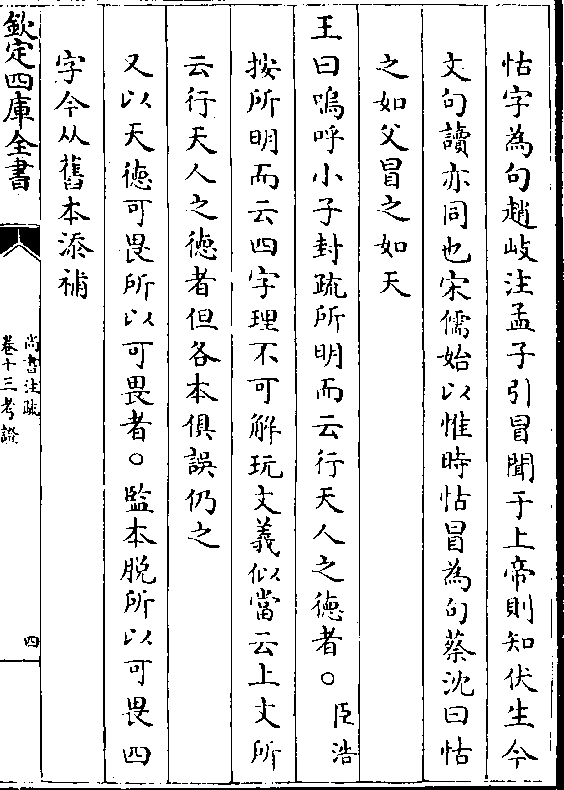 怙字為句趙岐注孟子引冒聞于上帝則知伏生今
文句讀亦同也宋儒始以惟時怙冒為句蔡沈曰怙
之如父冒之如天
王曰嗚呼小子封疏所明而云行天人之德者○臣浩
按所明而云四字理不可解玩文義似當云上文所
云行天人之德者但各本俱誤仍之
又以天德可畏所以可畏者○監本脫所以可畏四
字今从舊本添補
欽定四庫全書
尚書注疏
卷十三考證
四